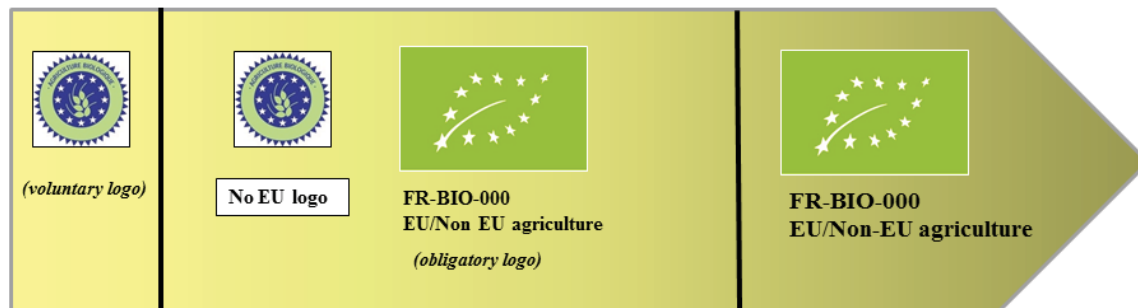 AGRICULTURE BIOLOGIQUE
(voluntary logo)
AGRICULTURE BIOLOGIQUE
No EU logo
FR-BIO-000
EU/Non EU agriculture
(obligatory logo)
FR-BIO-000
EU/Non-EU agriculture